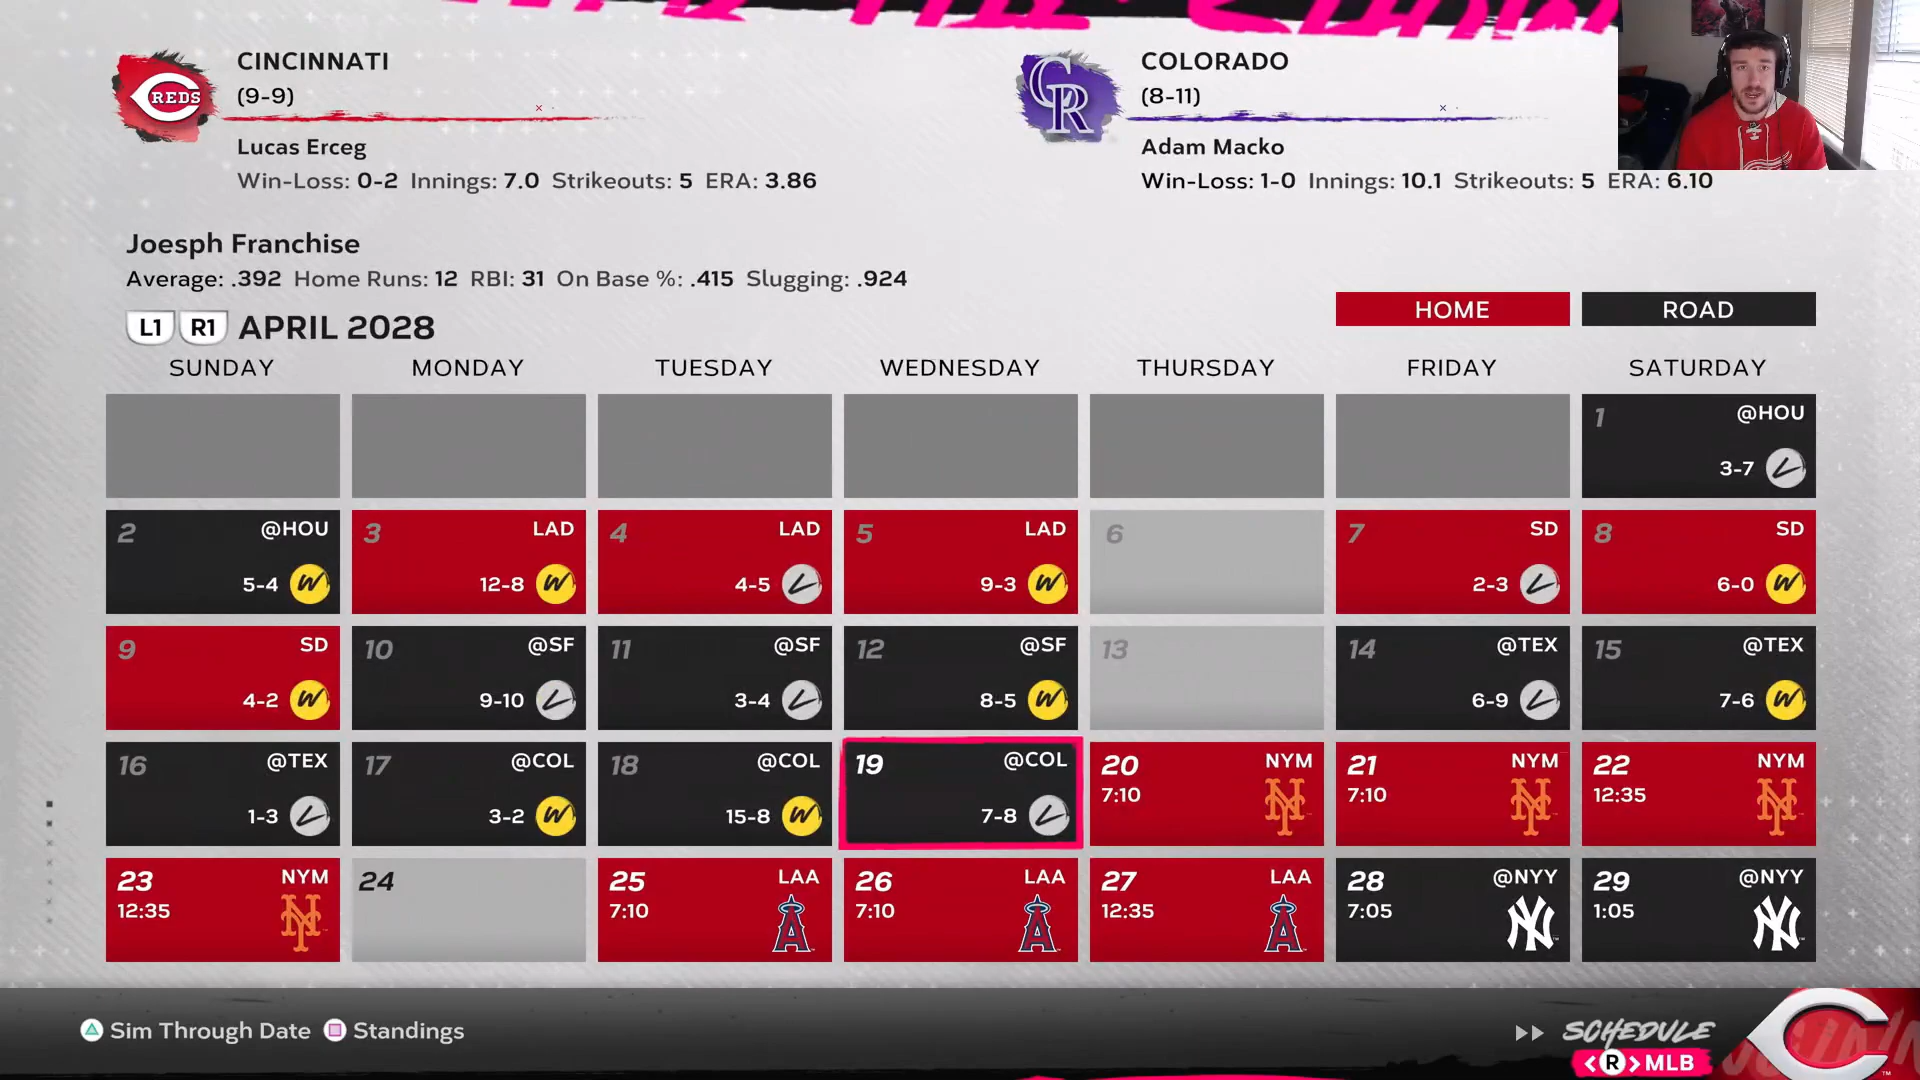 CINCINNATI
(9-9)
REDS
Lucas Erceg
Win-Loss: 0-2 Innings: 7.0 Strikeouts: 5 ERA: 3.86
COLORADO
(8-11)
CR
Adam Macko
Win-Loss: 1-0 Innings: 10.1 Strikeouts: 5 ERA: 6.10
Joesph Franchise
Average: .392 Home Runs: 12 RBI: 31 On Base %: .415 Slugging: .924
L1 R1 APRIL 2028
HOME ROAD
SUNDAY MONDAY TUESDAY WEDNESDAY THURSDAY FRIDAY SATURDAY
1 @HOU
3-7 L
2 @HOU
5-4 W
3 LAD
12-8 W
4 LAD
4-5 L
5 LAD
9-3 W
6
7 SD
2-3 L
8 SD
6-0 W
9 SD
4-2 W
10 @SF
9-10 L
11 @SF
3-4 L
12 @SF
8-5 W
13
14 @TEX
6-9 L
15 @TEX
7-6 W
16 @TEX
1-3 L
17 @COL
3-2 W
18 @COL
15-8 W
19 @COL
7-8 L
20 NYM
7:10 NY
21 NYM
7:10 NY
22 NYM
12:35 NY
23 NYM
12:35 NY
24
25 LAA
7:10 A
26 LAA
7:10 A
27 LAA
12:35 A
28 @NYY
7:05 NY
29 @NYY
1:05 NY
Sim Through Date Standings
SCHEDULE
R MLB